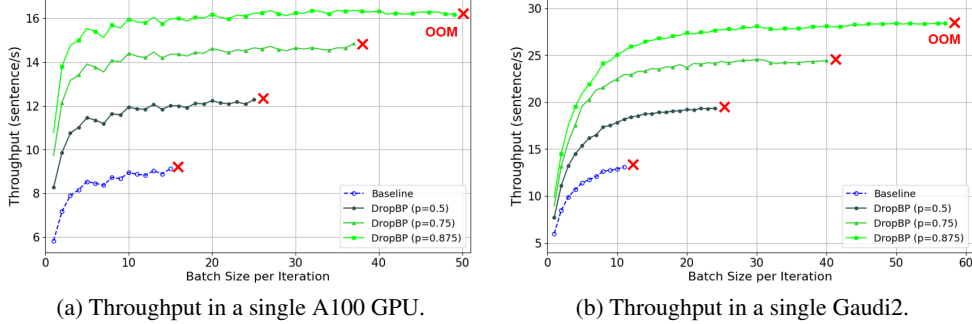 16
14
12
10
8
6
0
10
20
30
40
50
Throughput (sentence/s)
Batch Size per Iteration
OOM
Baseline
DropBP (p=0.5)
DropBP (p=0.75)
DropBP (p=0.875)
(a) Throughput in a single A100 GPU.
30
25
20
15
10
5
0
10
20
30
40
50
60
Throughput (sentence/s)
Batch Size per Iteration
OOM
Baseline
DropBP (p=0.5)
DropBP (p=0.75)
DropBP (p=0.875)
(b) Throughput in a single Gaudi2.